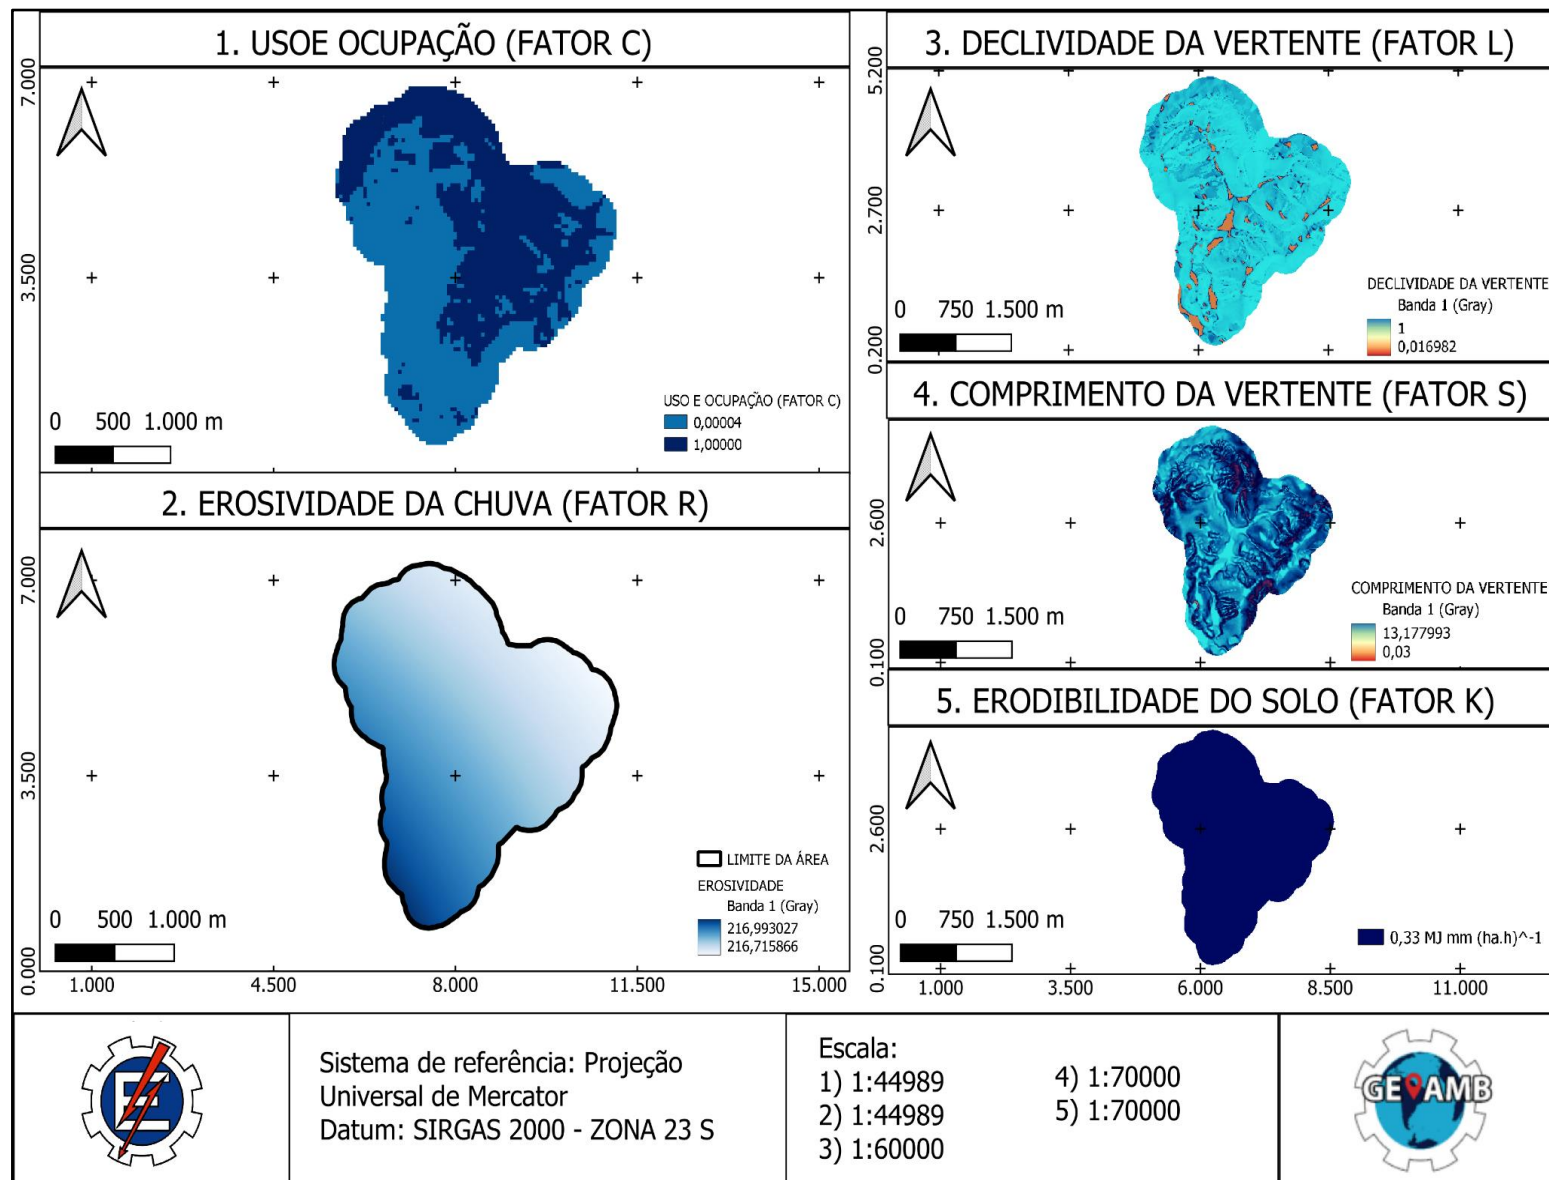 1. USOE OCUPAÇÃO (FATOR C)
7.000
3.500
0 500 1.000 m
USO E OCUPAÇÃO (FATOR C)
0,00004
1,00000
2. EROSIVIDADE DA CHUVA (FATOR R)
7.000
3.500
0.000
0 500 1.000 m
LIMITE DA ÁREA
EROSIVIDADE
Banda 1 (Gray)
216,993027
216,715866
1.000 4.500 8.000 11.500 15.000
3. DECLIVIDADE DA VERTENTE (FATOR L)
5.200
2.700
0.200
0 750 1.500 m
DECLIVIDADE DA VERTENTE
Banda 1 (Gray)
1
0,016982
4. COMPRIMENTO DA VERTENTE (FATOR S)
2.600
0.100
0 750 1.500 m
COMPRIMENTO DA VERTENTE
Banda 1 (Gray)
13,177993
0,03
5. ERODIBILIDADE DO SOLO (FATOR K)
2.600
0.100
0 750 1.500 m
0,33 MJ mm (ha.h)^-1
1.000 3.500 6.000 8.500 11.000
E
Sistema de referência: Projeção
Universal de Mercator
Datum: SIRGAS 2000 - ZONA 23 S
Escala:
1) 1:44989
2) 1:44989
3) 1:60000
4) 1:70000
5) 1:70000
GEOAMB